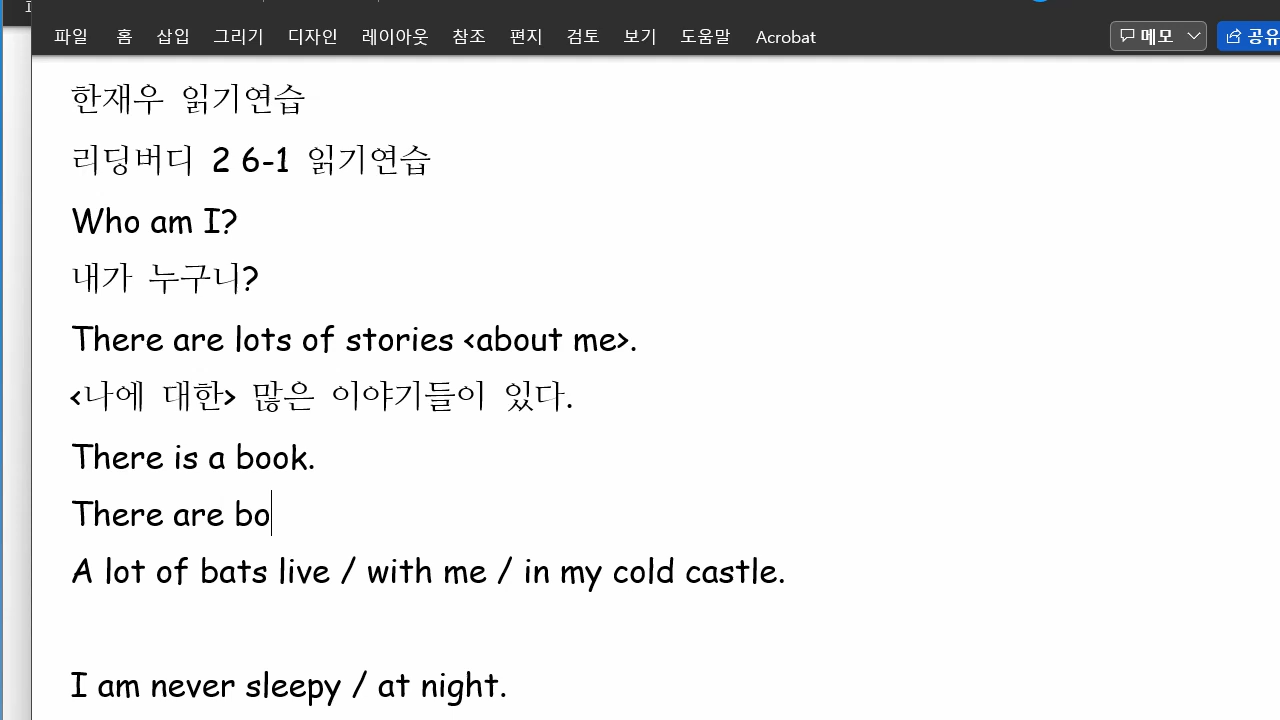 파일 홈 삽입 그리기 디자인 레이아웃 참조 편지 검토 보기 도움말 Acrobat 메모 공유
한재우 읽기연습
리딩버디 2 6-1 읽기연습
Who am I?
내가 누구니?
There are lots of stories <about me>.
<나에 대한> 많은 이야기들이 있다.
There is a book.
There are bo
A lot of bats live / with me / in my cold castle.
I am never sleepy / at night.